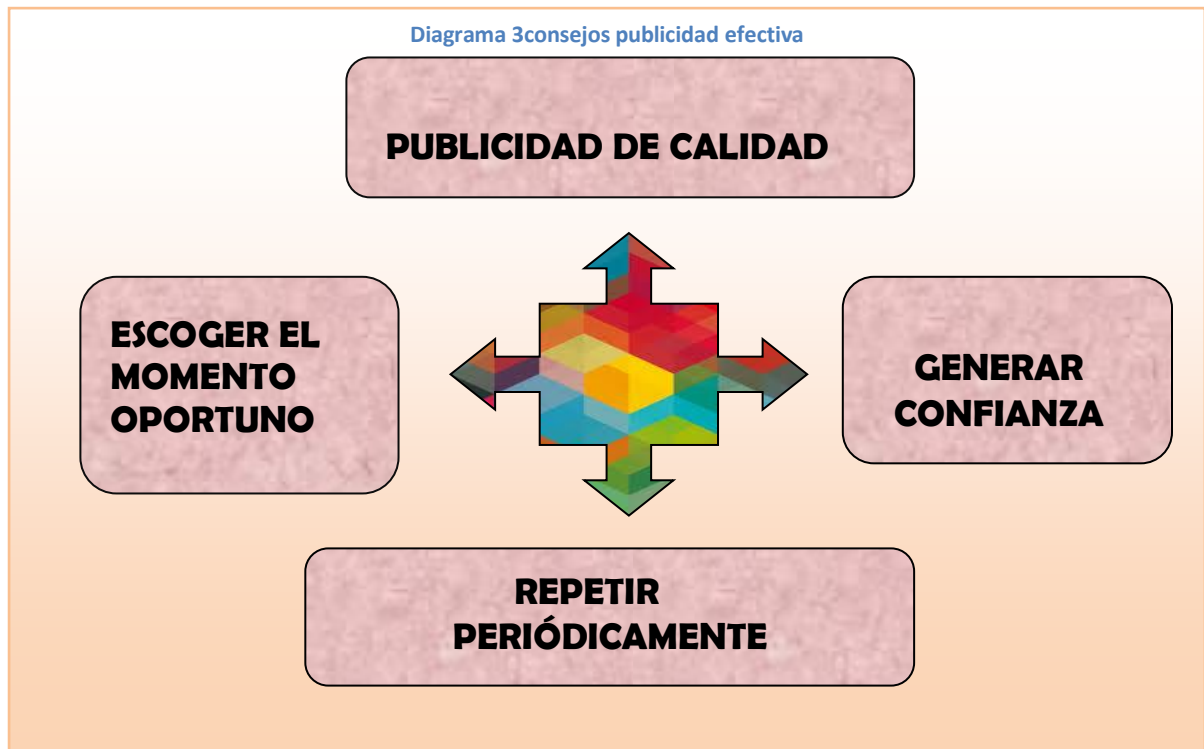 Diagrama 3consejos publicidad efectiva
PUBLICIDAD DE CALIDAD
ESCOGER EL
MOMENTO
OPORTUNO
GENERAR
CONFIANZA
REPETIR
PERIÓDICAMENTE